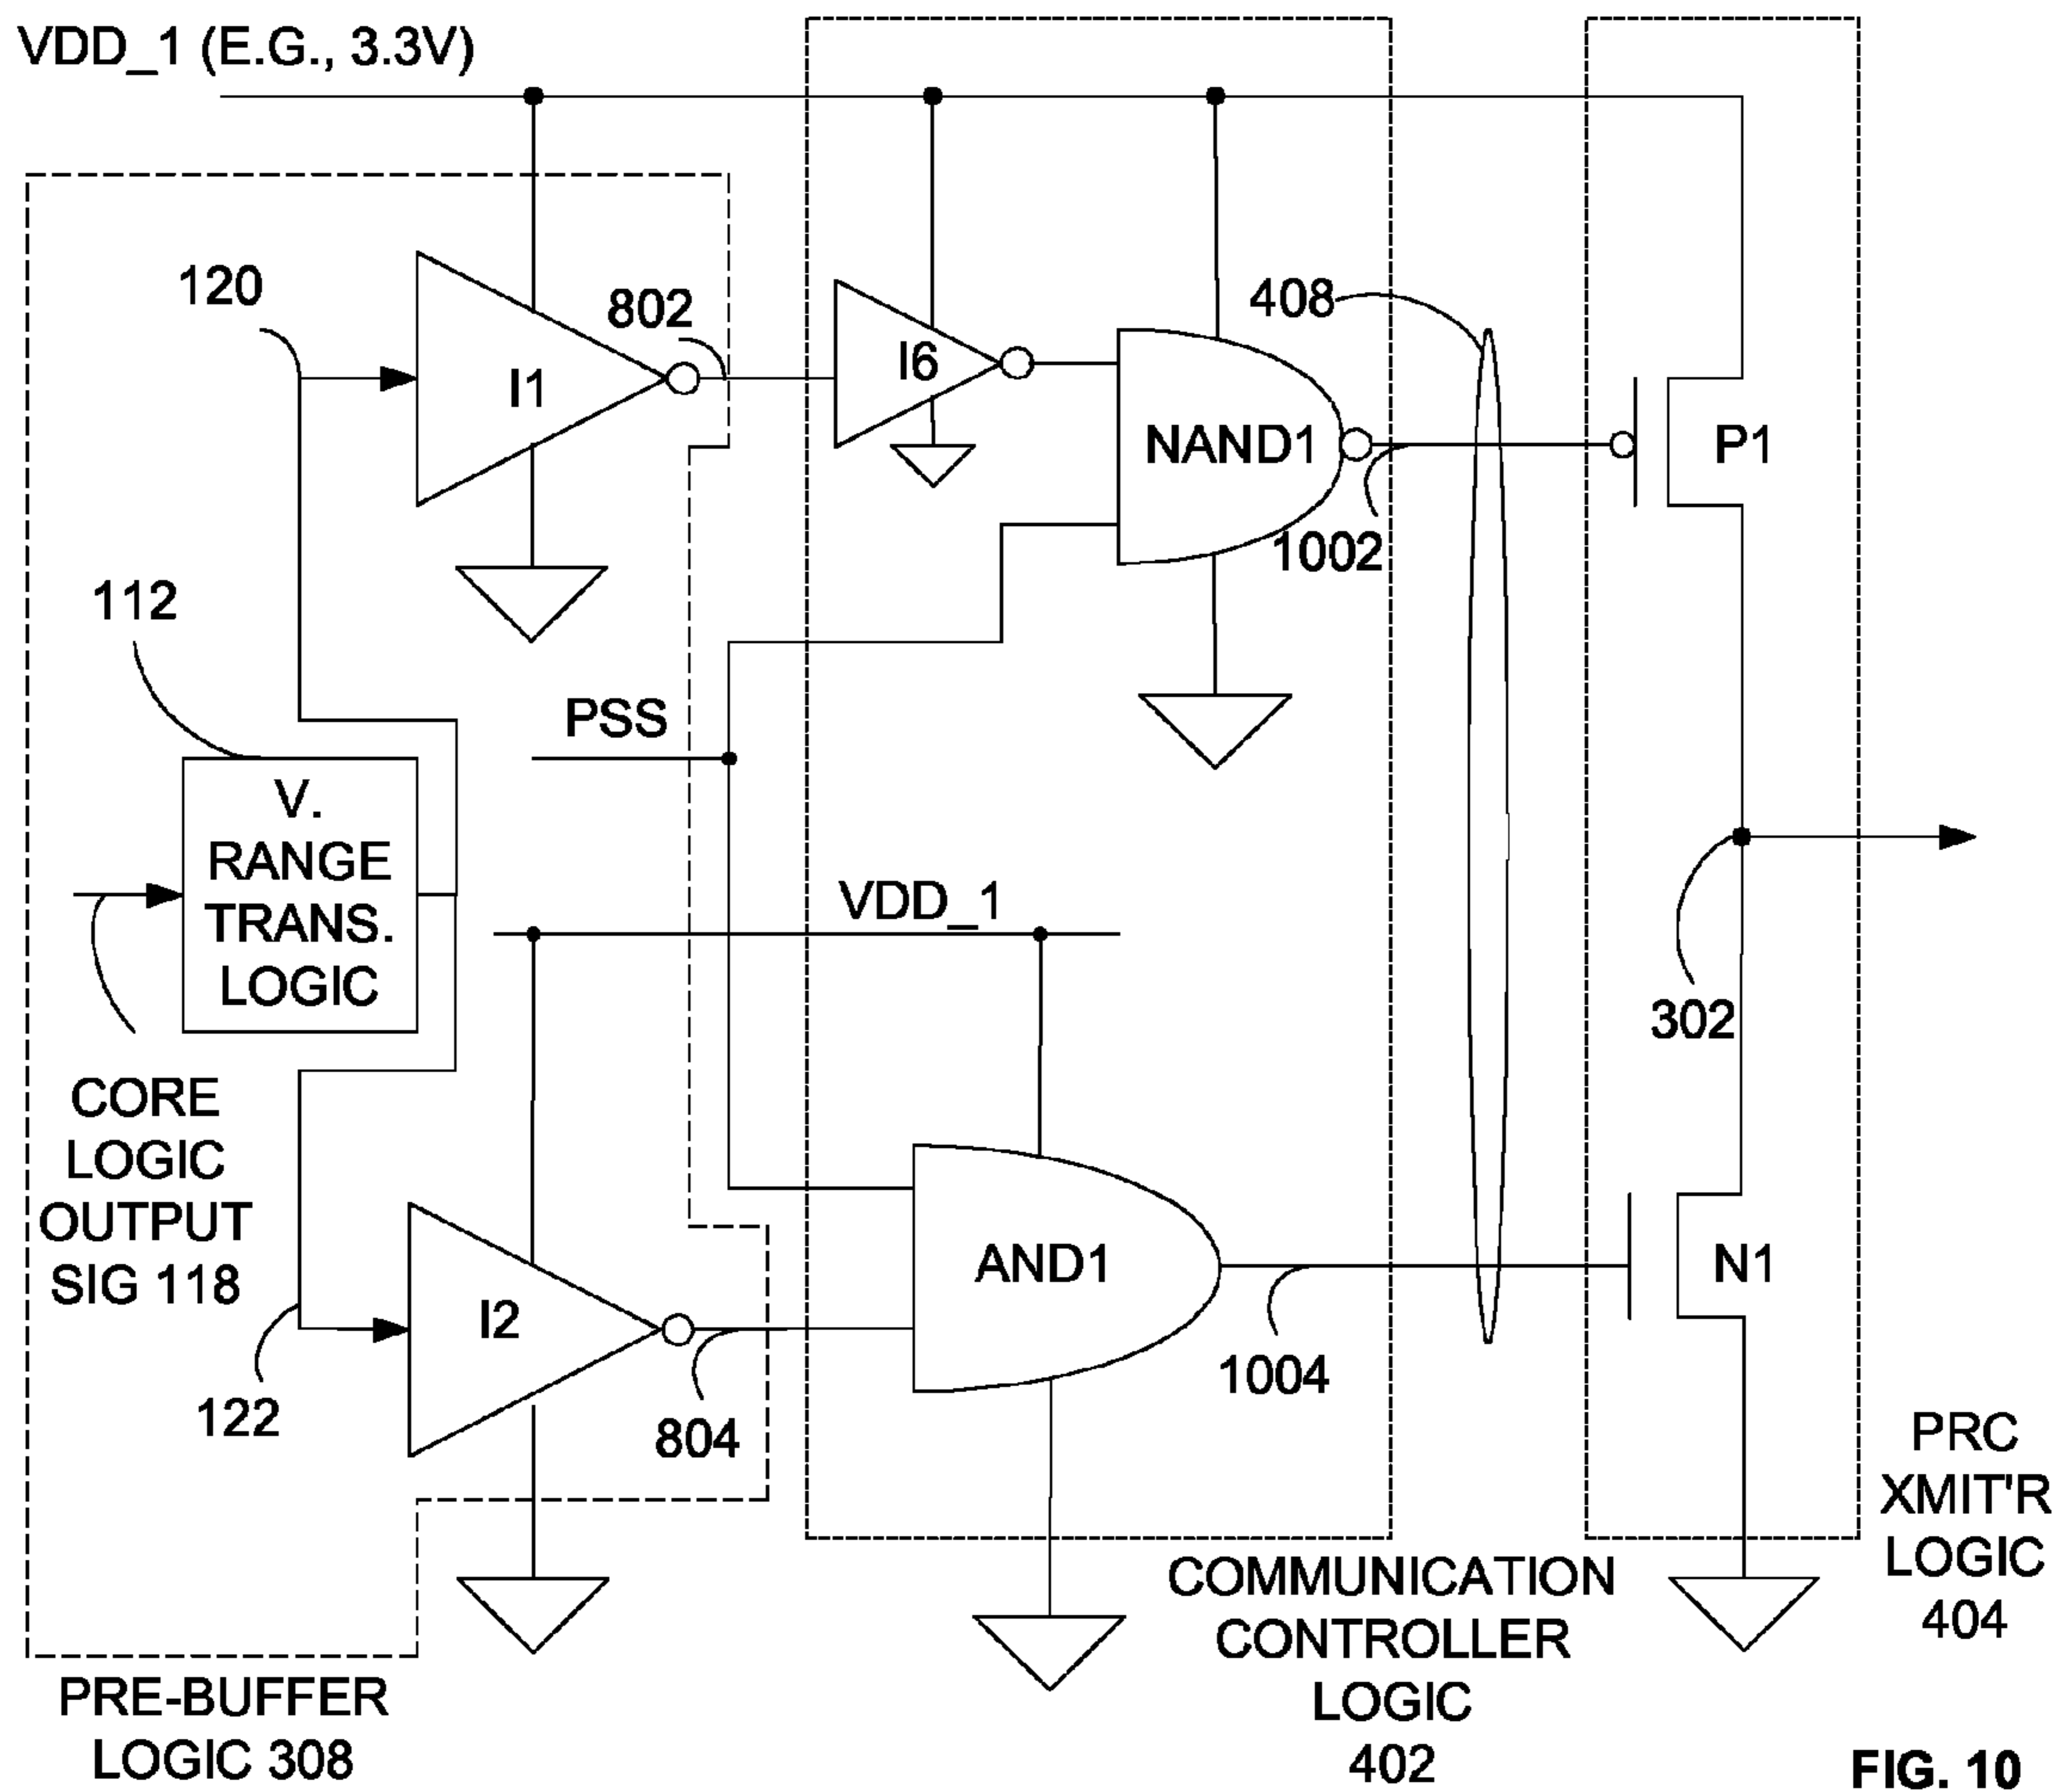 VDD_1 (E.G., 3.3V)
120
802
408
I1
I6
NAND1
P1
1002
112
PSS
V.
RANGE
TRANS.
LOGIC
VDD_1
302
CORE
LOGIC
OUTPUT
SIG 118
AND1
N1
I2
1004
122
804
PRC
XMIT'R
LOGIC
404
COMMUNICATION
CONTROLLER
LOGIC
402
PRE-BUFFER
LOGIC 308
FIG. 10